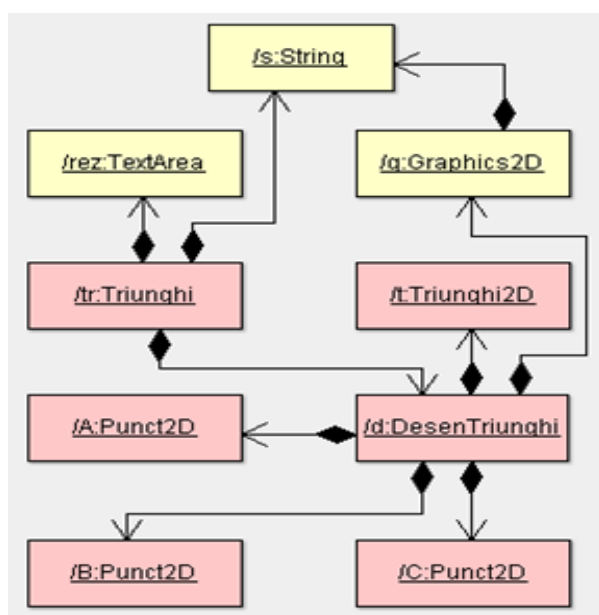 /s:String
/rez:TextArea
/g:Graphics2D
/tr:Triunghi
/t:Triunghi2D
/A:Punct2D
/d:DesenTriunghi
/B:Punct2D
/C:Punct2D